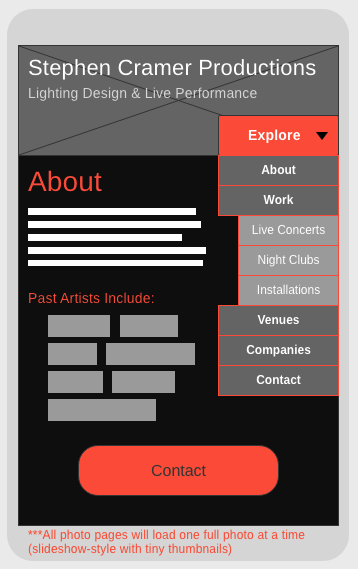 Stephen Cramer Productions
Lighting Design & Live Performance
Explore
About
About
Work
Live Concerts
Night Clubs
Installations
Past Artists Include:
Venues
Companies
Contact
Contact
***All photo pages will load one full photo at a time
(slideshow-style with tiny thumbnails)